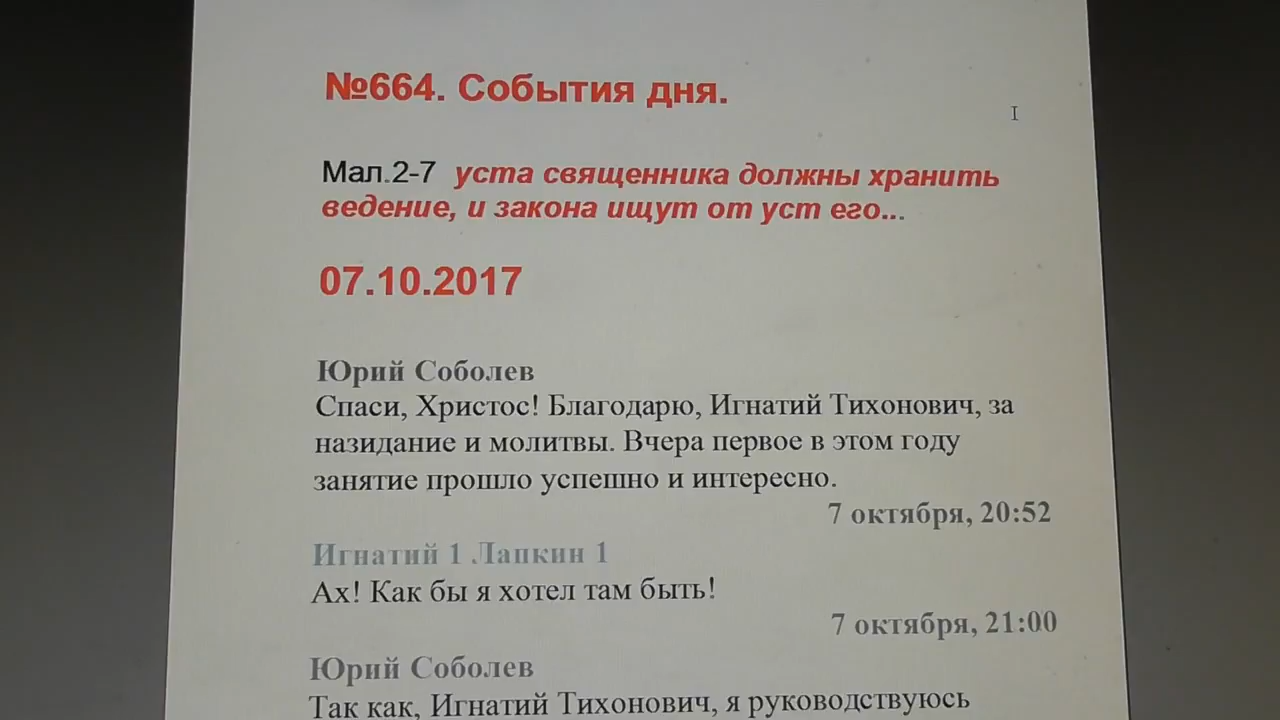 №664. События дня.
Мал.2-7 уста священника должны хранить
ведение, и закона ищут от уст его...
07.10.2017
Юрий Соболев
Спаси, Христос! Благодарю, Игнатий Тихонович, за
назидание и молитвы. Вчера первое в этом году
занятие прошло успешно и интересно.
7 октября, 20:52
Игнатий 1 Лапкин 1
Ах! Как бы я хотел там быть!
7 октября, 21:00
Юрий Соболев
Так как, Игнатий Тихонович, я руководствуюсь